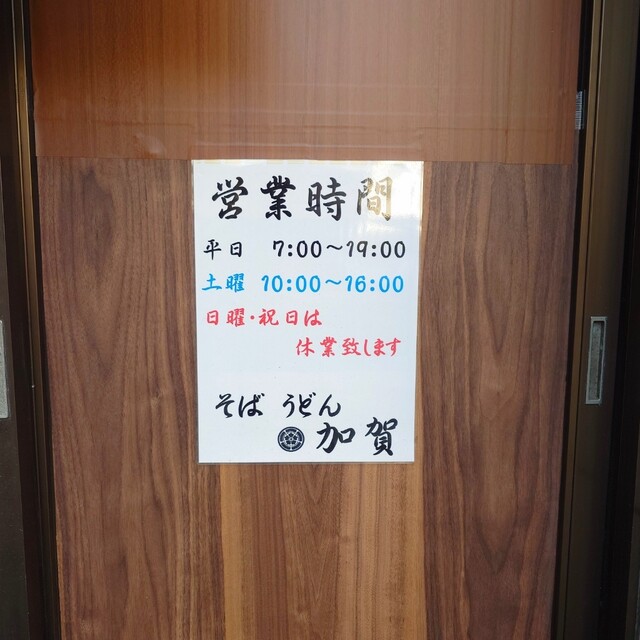 営業時間
平日 7:00～19:00
土曜 10:00～16:00
日曜・祝日は
休業致します
そば うどん
加賀